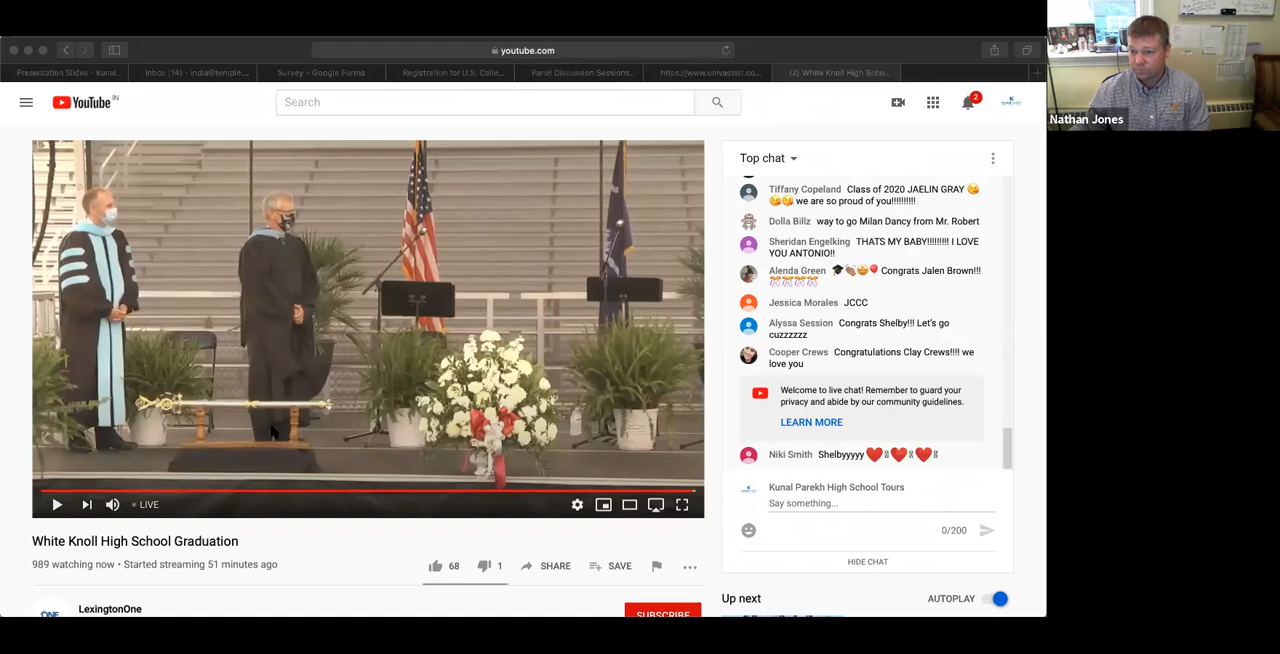 youtube.com
Presentation Slides - kunal...
Inbox (14) - india@temple....
Survey - Google Forms
Registration for U.S. Colle...
Panel Discussion Sessions...
https://www.univassist.co...
(2) White Knoll High Scho...
YouTube IN
Search
2
Nathan Jones
Top chat
Tiffany Copeland Class of 2020 JAELIN GRAY 😘
😘😘 we are so proud of you!!!!!!!!!!
Dolla Billz way to go Milan Dancy from Mr. Robert
Sheridan Engelking THATS MY BABY!!!!!!!!! I LOVE
YOU ANTONIO!!
Alenda Green 🎓👏🏽🤩🎈 Congrats Jalen Brown!!!
🎊🎊🎊🎊
Jessica Morales JCCC
Alyssa Session Congrats Shelby!!! Let's go
cuzzzzzz
Cooper Crews Congratulations Clay Crews!!!! we
love you
Welcome to live chat! Remember to guard your
privacy and abide by our community guidelines.
LEARN MORE
Niki Smith Shelbyyyyy ❤️❤️❤️
Kunal Parekh High School Tours
Say something...
0/200
HIDE CHAT
LIVE
White Knoll High School Graduation
989 watching now • Started streaming 51 minutes ago
68
1
SHARE
SAVE
LexingtonOne
ONE
SUBSCRIBE
Up next
AUTOPLAY